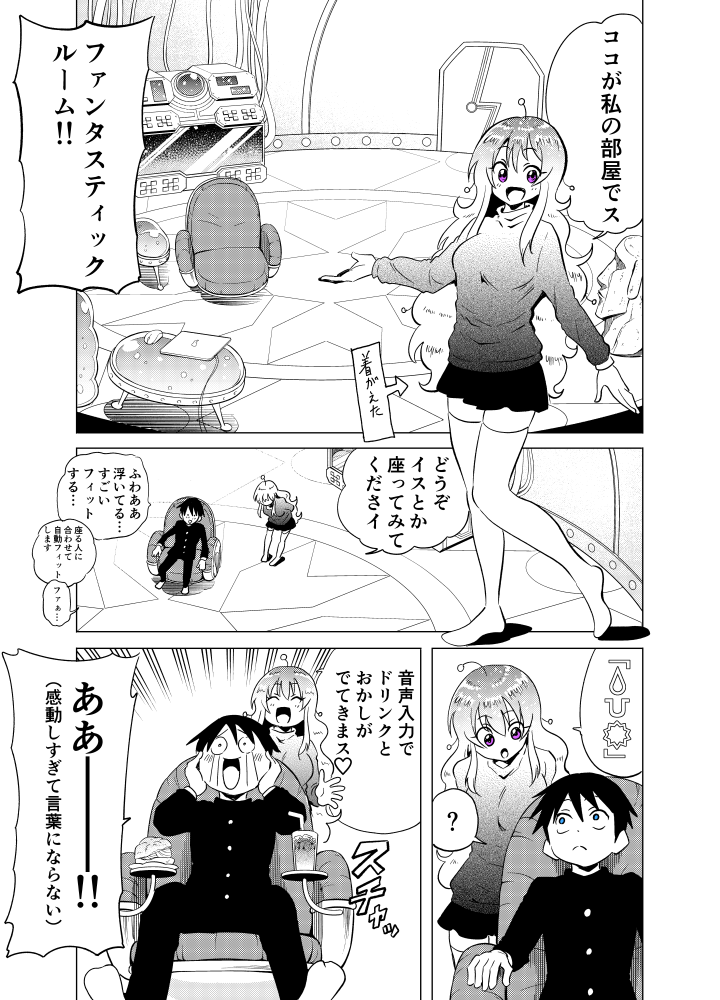 ココが私の部屋でス
ファンタスティック
ルーム!!
着がえた
どうぞ
イスとか
座ってみて
くださイ
ふわああ
浮いてる…
すごい
フィット
する…
座る人に
合わせて
自動フィット
します
ファぁ…
?
音声入力で
ドリンクと
おかしが
でてきまス♡
スチャッ
ああ――――!!
(感動しすぎて言葉にならない)